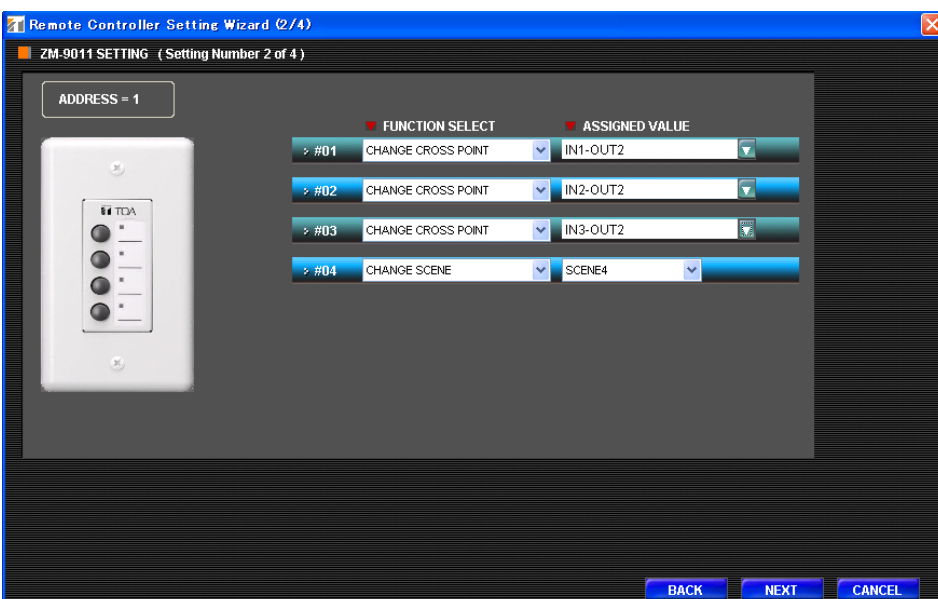 Remote Controller Setting Wizard (2/4)
ZM-9011 SETTING ( Setting Number 2 of 4 )
ADDRESS = 1
FUNCTION SELECT ASSIGNED VALUE
#01 CHANGE CROSS POINT IN1-OUT2
#02 CHANGE CROSS POINT IN2-OUT2
#03 CHANGE CROSS POINT IN3-OUT2
#04 CHANGE SCENE SCENE4
TOA
BACK NEXT CANCEL